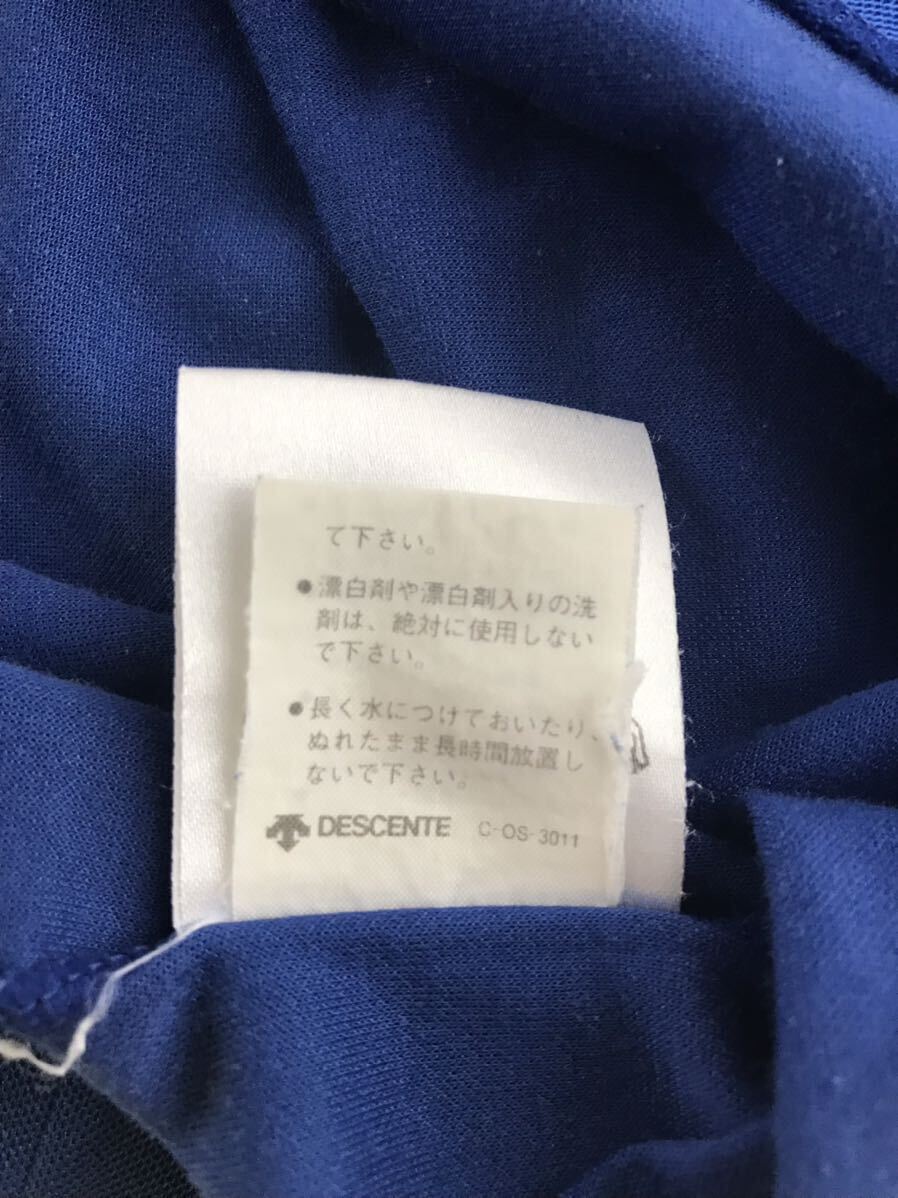 て下さい。
●漂白剤や漂白剤入りの洗
剤は、絶対に使用しない
で下さい。
●長く水につけておいたり、
ぬれたまま長時間放置し
ないで下さい。
DESCENTE C-OS-3011